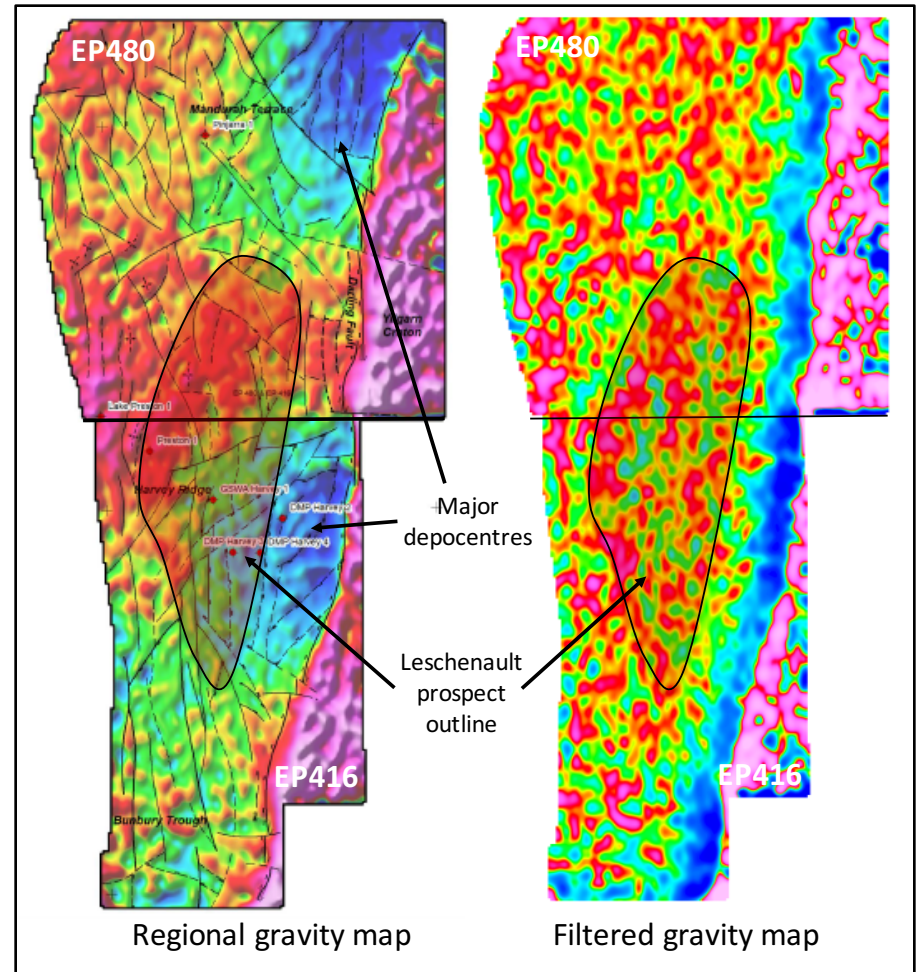 EP480
EP480
Mandurah Terrace
Pinjarra 1
Darling Fault
Yilgarn
Craton
Lake Preston 1
Preston 1
Harvey Ridge
GSWA Harvey 1
DMP Harvey 2
DMP Harvey 3
DMP Harvey 4
Major
depocentres
Leschenault
prospect
outline
EP416
EP416
Bunbury Trough
Regional gravity map
Filtered gravity map